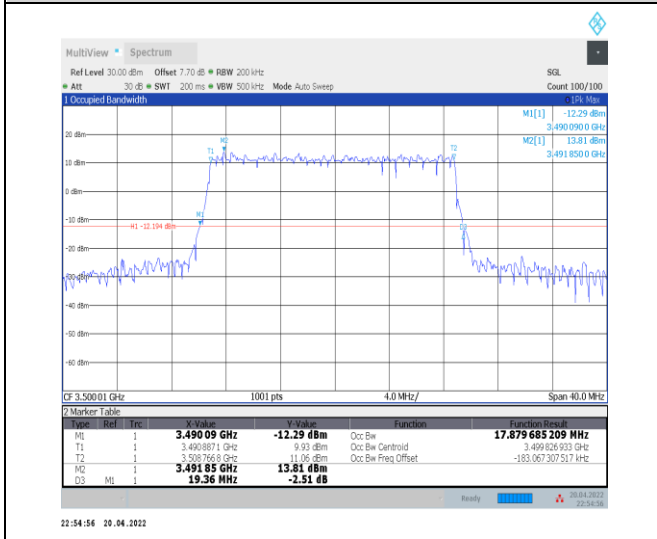 MultiView Spectrum
Ref Level 30.00 dBm Offset 7.70 dB RBW 200 kHz SGL
Att 30 dB SWT 200 ms VBW 500 kHz Mode Auto Sweep Count 100/100
1 Occupied Bandwidth 1Pk Max
M1[1] -12.29 dBm
3.490 090 0 GHz
M2[1] 13.81 dBm
3.491 850 0 GHz
20 dBm
M2
T1
T2
10 dBm
0 dBm
-10 dBm
M1
H1 -12.194 dBm
D3
-20 dBm
-30 dBm
-40 dBm
-50 dBm
-60 dBm
CF 3.500 01 GHz 1001 pts 4.0 MHz/ Span 40.0 MHz
2 Marker Table
Type Ref Trc X-Value Y-Value Function Function Result
M1 1 3.490 09 GHz -12.29 dBm Occ Bw 17.879 685 209 MHz
T1 1 3.490 887 1 GHz 9.93 dBm Occ Bw Centroid 3.499 826 933 GHz
T2 1 3.508 766 8 GHz 11.06 dBm Occ Bw Freq Offset -183.067 307 517 kHz
M2 1 3.491 85 GHz 13.81 dBm
D3 M1 1 19.36 MHz -2.51 dB
Ready 20.04.2022
22:54:56
22:54:56 20.04.2022